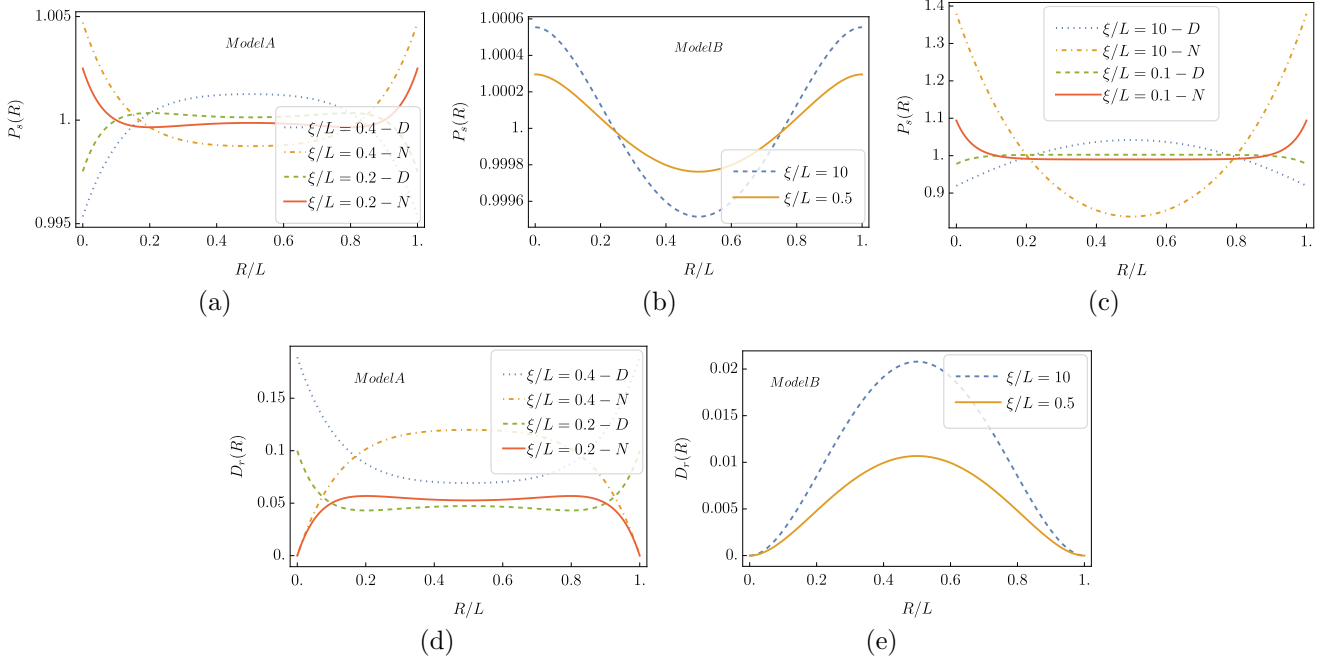 ModelA
1.005
1.
0.995
P_s(R)
ξ/L = 0.4 − D
ξ/L = 0.4 − N
ξ/L = 0.2 − D
ξ/L = 0.2 − N
0. 0.2 0.4 0.6 0.8 1.
R/L
(a)
ModelB
1.0006
1.0004
1.0002
1.
0.9998
0.9996
P_s(R)
ξ/L = 10
ξ/L = 0.5
0. 0.2 0.4 0.6 0.8 1.
R/L
(b)
1.4
1.3
1.2
1.1
1.
0.9
P_s(R)
ξ/L = 10 − D
ξ/L = 10 − N
ξ/L = 0.1 − D
ξ/L = 0.1 − N
0. 0.2 0.4 0.6 0.8 1.
R/L
(c)
ModelA
0.15
0.1
0.05
0.
D_r(R)
ξ/L = 0.4 − D
ξ/L = 0.4 − N
ξ/L = 0.2 − D
ξ/L = 0.2 − N
0. 0.2 0.4 0.6 0.8 1.
R/L
(d)
ModelB
0.02
0.015
0.01
0.005
0.
D_r(R)
ξ/L = 10
ξ/L = 0.5
0. 0.2 0.4 0.6 0.8 1.
R/L
(e)